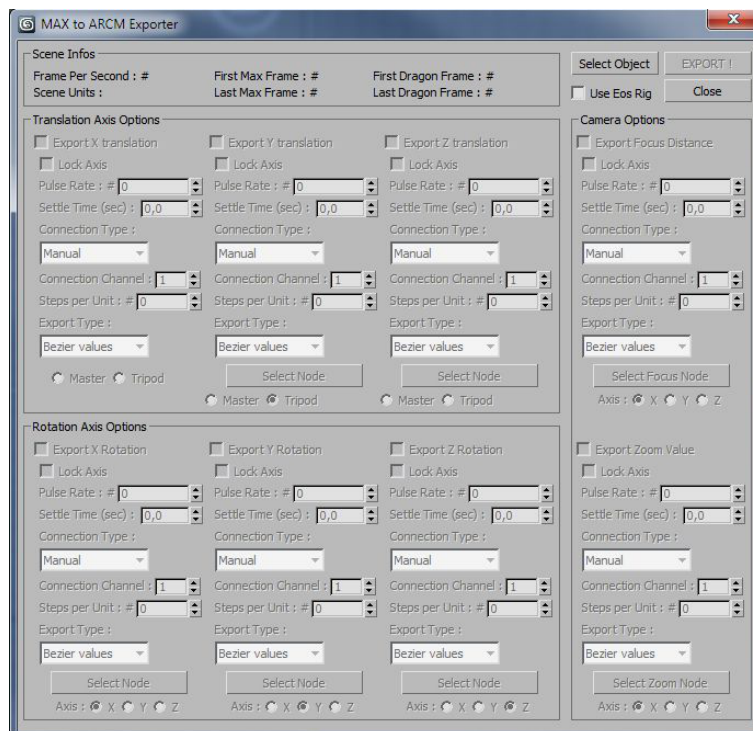 MAX to ARCM Exporter
Scene Infos
Frame Per Second : # First Max Frame : # First Dragon Frame : #
Scene Units : Last Max Frame : # Last Dragon Frame : #
Select Object EXPORT !
Use Eos Rig Close
Translation Axis Options
Export X translation Export Y translation Export Z translation
Lock Axis Lock Axis Lock Axis
Pulse Rate : # 0 Pulse Rate : # 0 Pulse Rate : # 0
Settle Time (sec) : 0,0 Settle Time (sec) : 0,0 Settle Time (sec) : 0,0
Connection Type : Connection Type : Connection Type :
Manual Manual Manual
Connection Channel : 1 Connection Channel : 1 Connection Channel : 1
Steps per Unit : # 0 Steps per Unit : # 0 Steps per Unit : # 0
Export Type : Export Type : Export Type :
Bezier values Bezier values Bezier values
Master Tripod Select Node Select Node
Master Tripod Master Tripod
Camera Options
Export Focus Distance
Lock Axis
Pulse Rate : # 0
Settle Time (sec) : 0,0
Connection Type :
Manual
Connection Channel : 1
Steps per Unit : # 0
Export Type :
Bezier values
Select Focus Node
Axis : X Y Z
Rotation Axis Options
Export X Rotation Export Y Rotation Export Z Rotation
Lock Axis Lock Axis Lock Axis
Pulse Rate : # 0 Pulse Rate : # 0 Pulse Rate : # 0
Settle Time (sec) : 0,0 Settle Time (sec) : 0,0 Settle Time (sec) : 0,0
Connection Type : Connection Type : Connection Type :
Manual Manual Manual
Connection Channel : 1 Connection Channel : 1 Connection Channel : 1
Steps per Unit : # 0 Steps per Unit : # 0 Steps per Unit : # 0
Export Type : Export Type : Export Type :
Bezier values Bezier values Bezier values
Select Node Select Node Select Node
Axis : X Y Z Axis : X Y Z Axis : X Y Z
Export Zoom Value
Lock Axis
Pulse Rate : # 0
Settle Time (sec) : 0,0
Connection Type :
Manual
Connection Channel : 1
Steps per Unit : # 0
Export Type :
Bezier values
Select Zoom Node
Axis : X Y Z